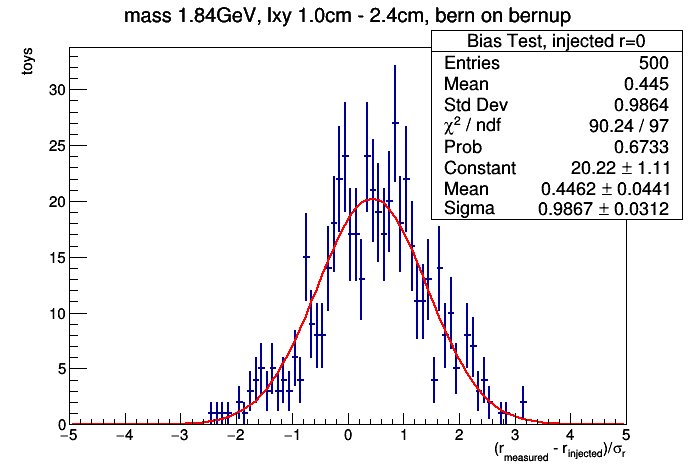 mass 1.84GeV, lxy 1.0cm - 2.4cm, bern on bernup
Bias Test, injected r=0
Entries 500
Mean 0.445
Std Dev 0.9864
χ² / ndf 90.24 / 97
Prob 0.6733
Constant 20.22 ± 1.11
Mean 0.4462 ± 0.0441
Sigma 0.9867 ± 0.0312
toys
30
25
20
15
10
5
0
−5 −4 −3 −2 −1 0 1 2 3 4 5
(r_measured - r_injected)/σ_r